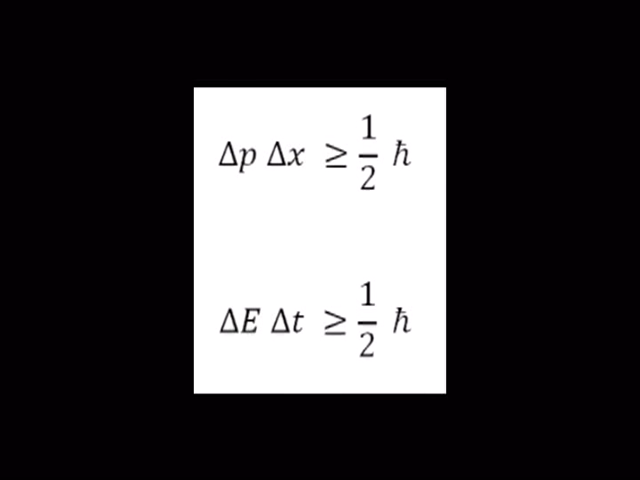 Δp Δx ≥ 1/2 ħ
ΔE Δt ≥ 1/2 ħ